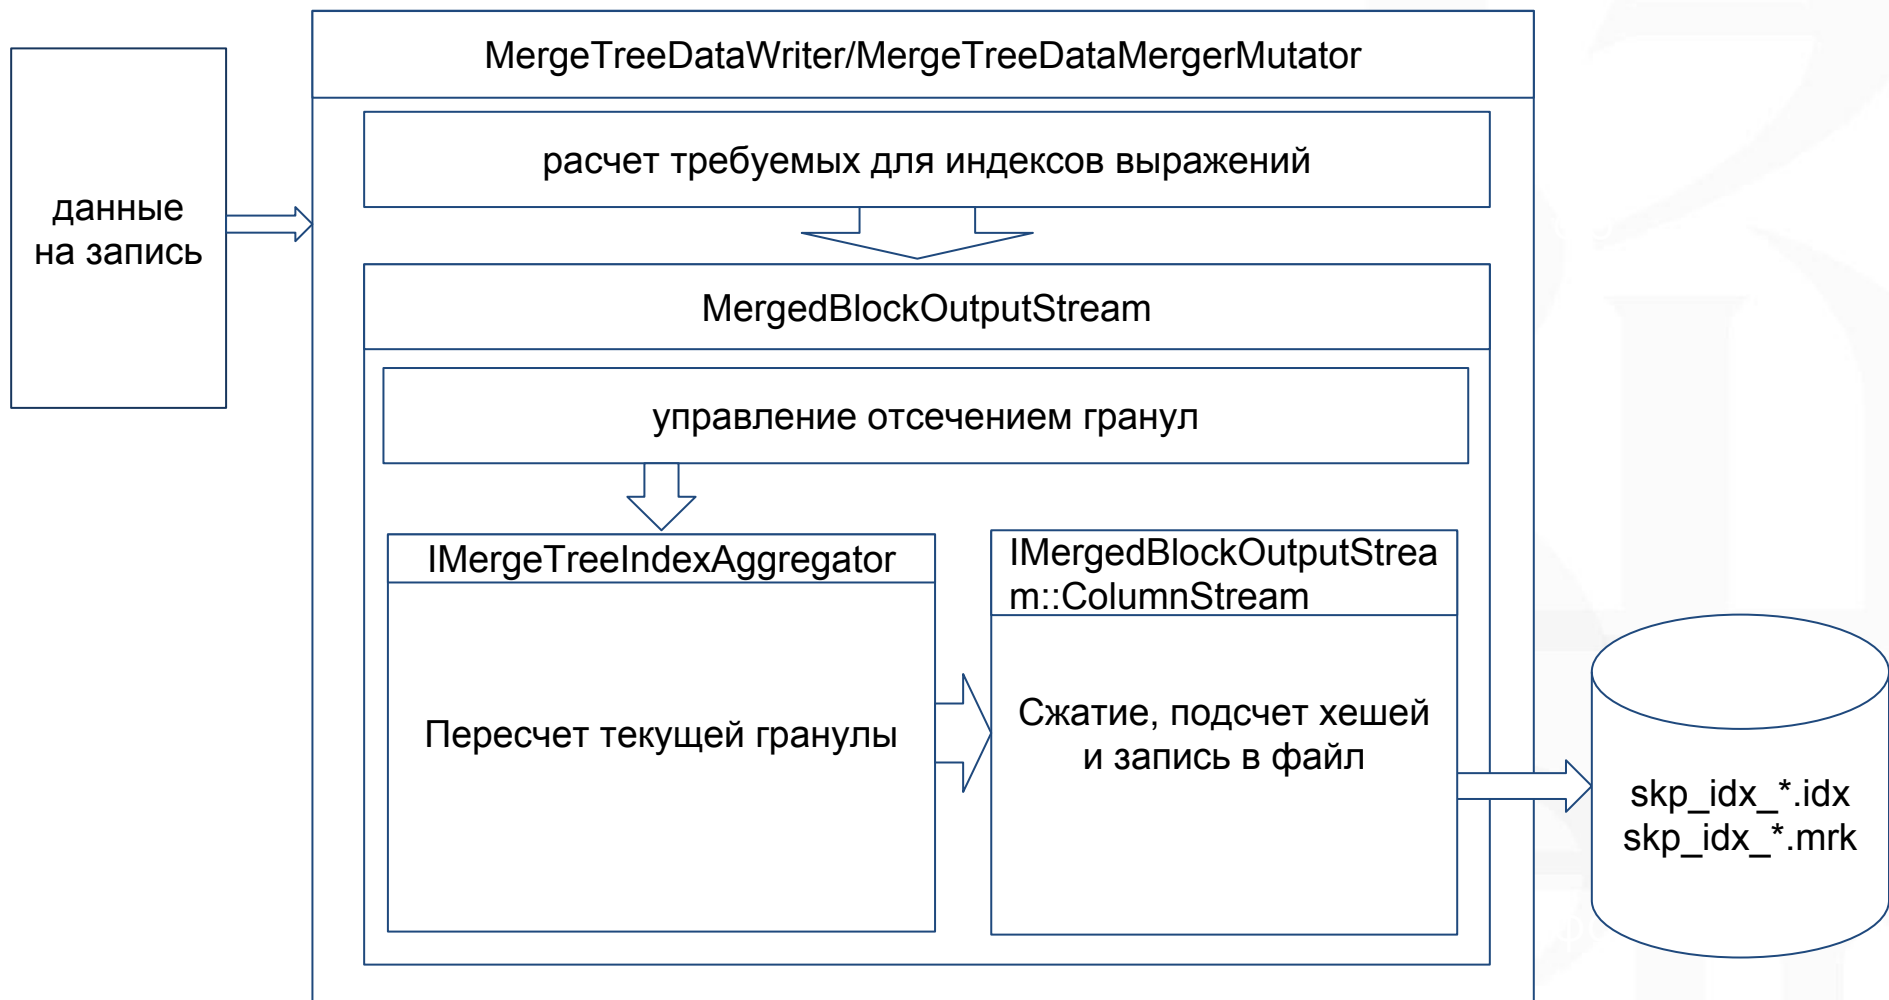 MergeTreeDataWriter/MergeTreeDataMergerMutator
данные
на запись
расчет требуемых для индексов выражений
MergedBlockOutputStream
управление отсечением гранул
IMergeTreeIndexAggregator
Пересчет текущей гранулы
IMergedBlockOutputStrea
m::ColumnStream
Сжатие, подсчет хешей
и запись в файл
skp_idx_*.idx
skp_idx_*.mrk